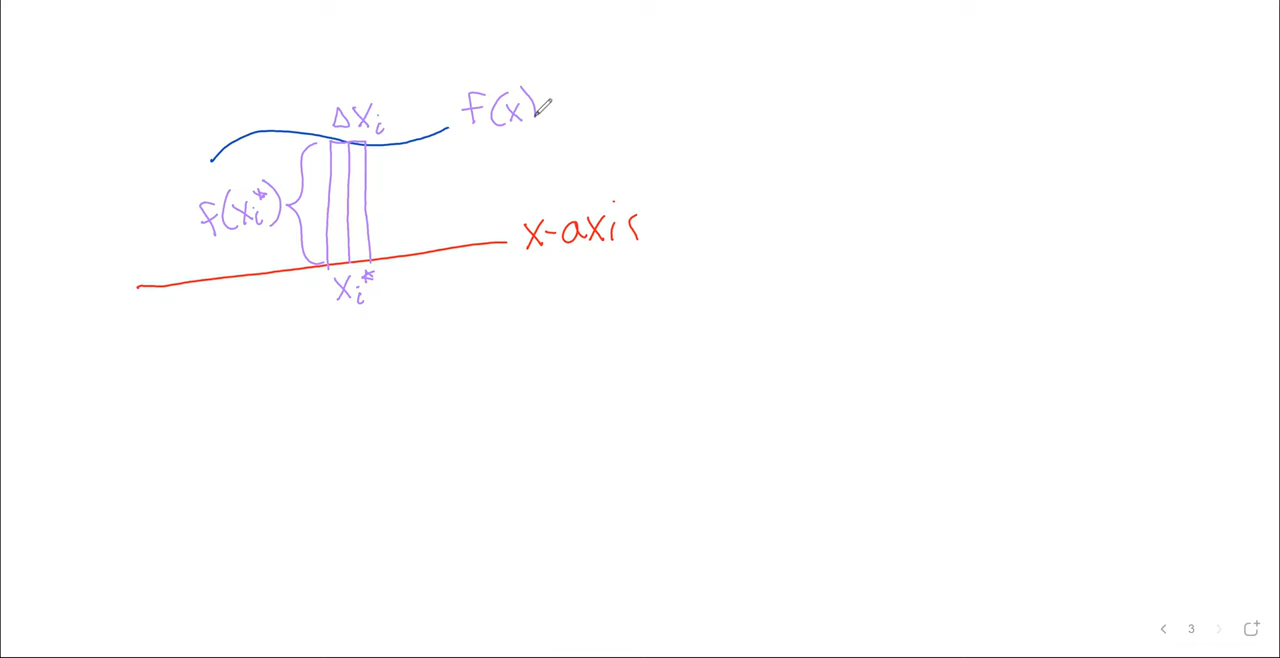 Δxᵢ
f(x)
f(xᵢ*)
x-axis
xᵢ*
3